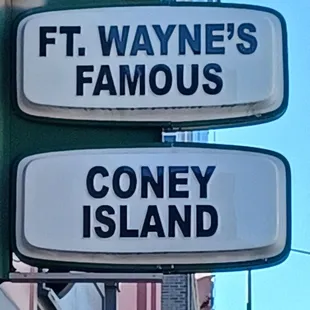 FT. WAYNE'S
FAMOUS
CONEY
ISLAND